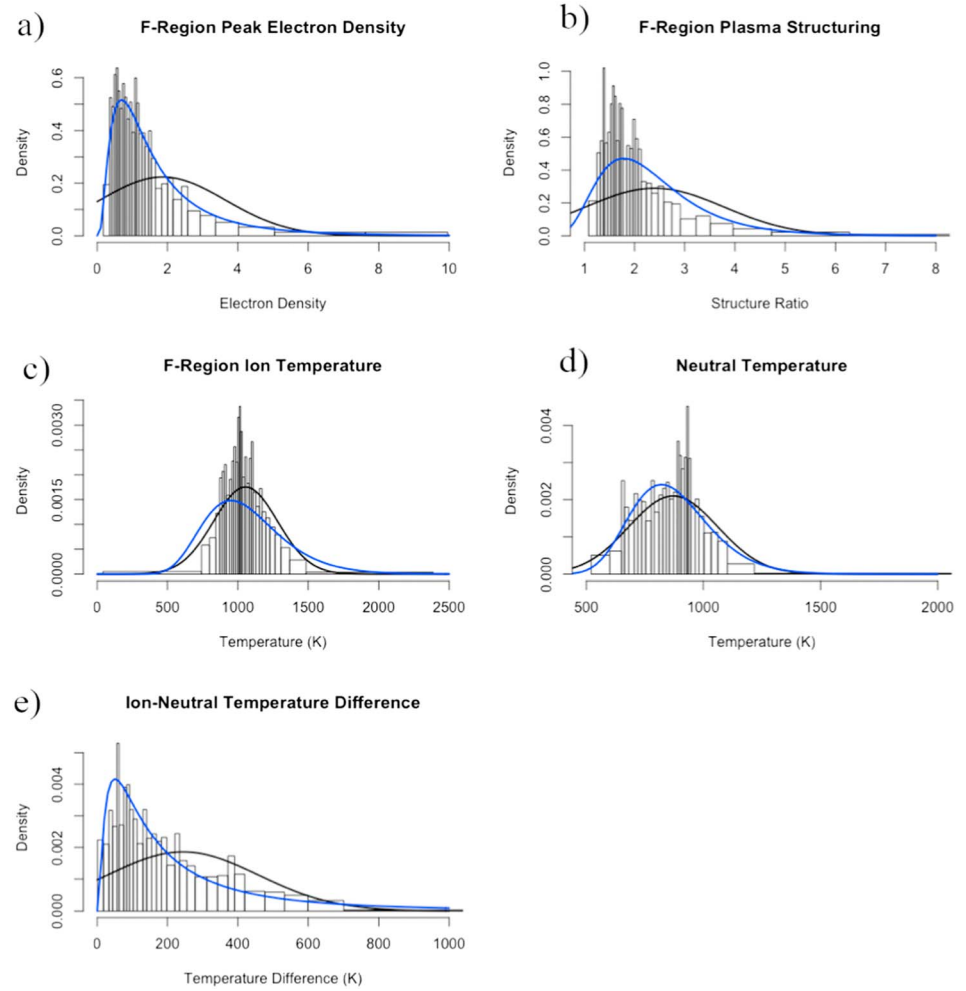 a)
F-Region Peak Electron Density
Density
0.0
0.2
0.4
0.6
0 2 4 6 8 10
Electron Density
b)
F-Region Plasma Structuring
Density
0.0
0.2
0.4
0.6
0.8
1.0
1 2 3 4 5 6 7 8
Structure Ratio
c)
F-Region Ion Temperature
Density
0.0000
0.0015
0.0030
0 500 1000 1500 2000 2500
Temperature (K)
d)
Neutral Temperature
Density
0.000
0.002
0.004
500 1000 1500 2000
Temperature (K)
e)
Ion-Neutral Temperature Difference
Density
0.000
0.002
0.004
0 200 400 600 800 1000
Temperature Difference (K)